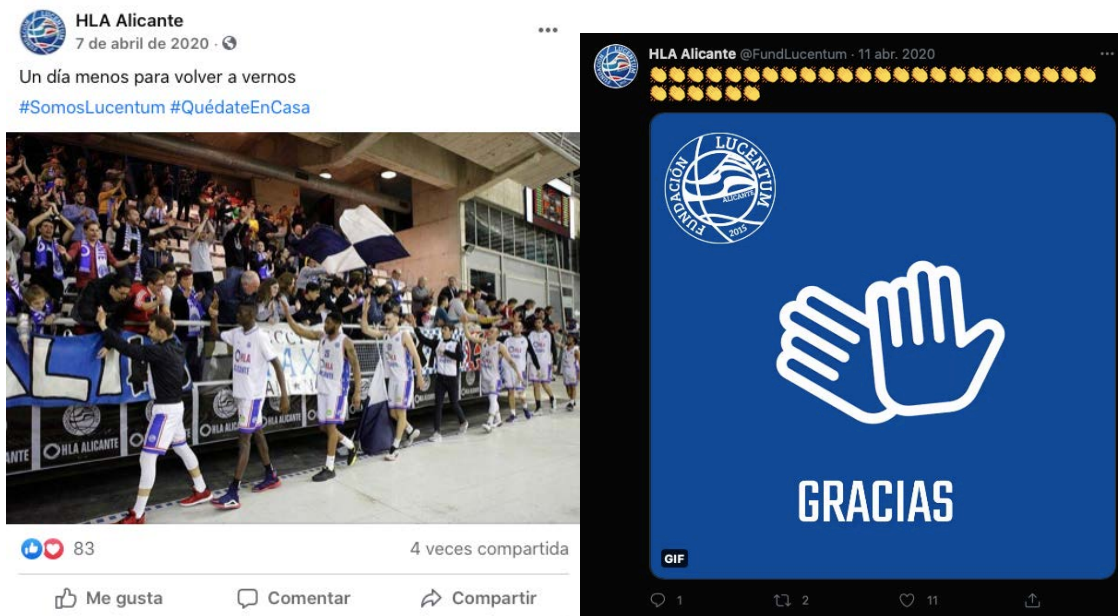 HLA Alicante
7 de abril de 2020 ·
Un día menos para volver a vernos
#SomosLucentum #QuédateEnCasa
HLA ALICANTE
HLA ALICANTE
83
4 veces compartida
Me gusta
Comentar
Compartir
HLA Alicante @FundLucentum · 11 abr. 2020
FUNDACIÓN LUCENTUM
ALICANTE
2015
GRACIAS
GIF
1
2
11